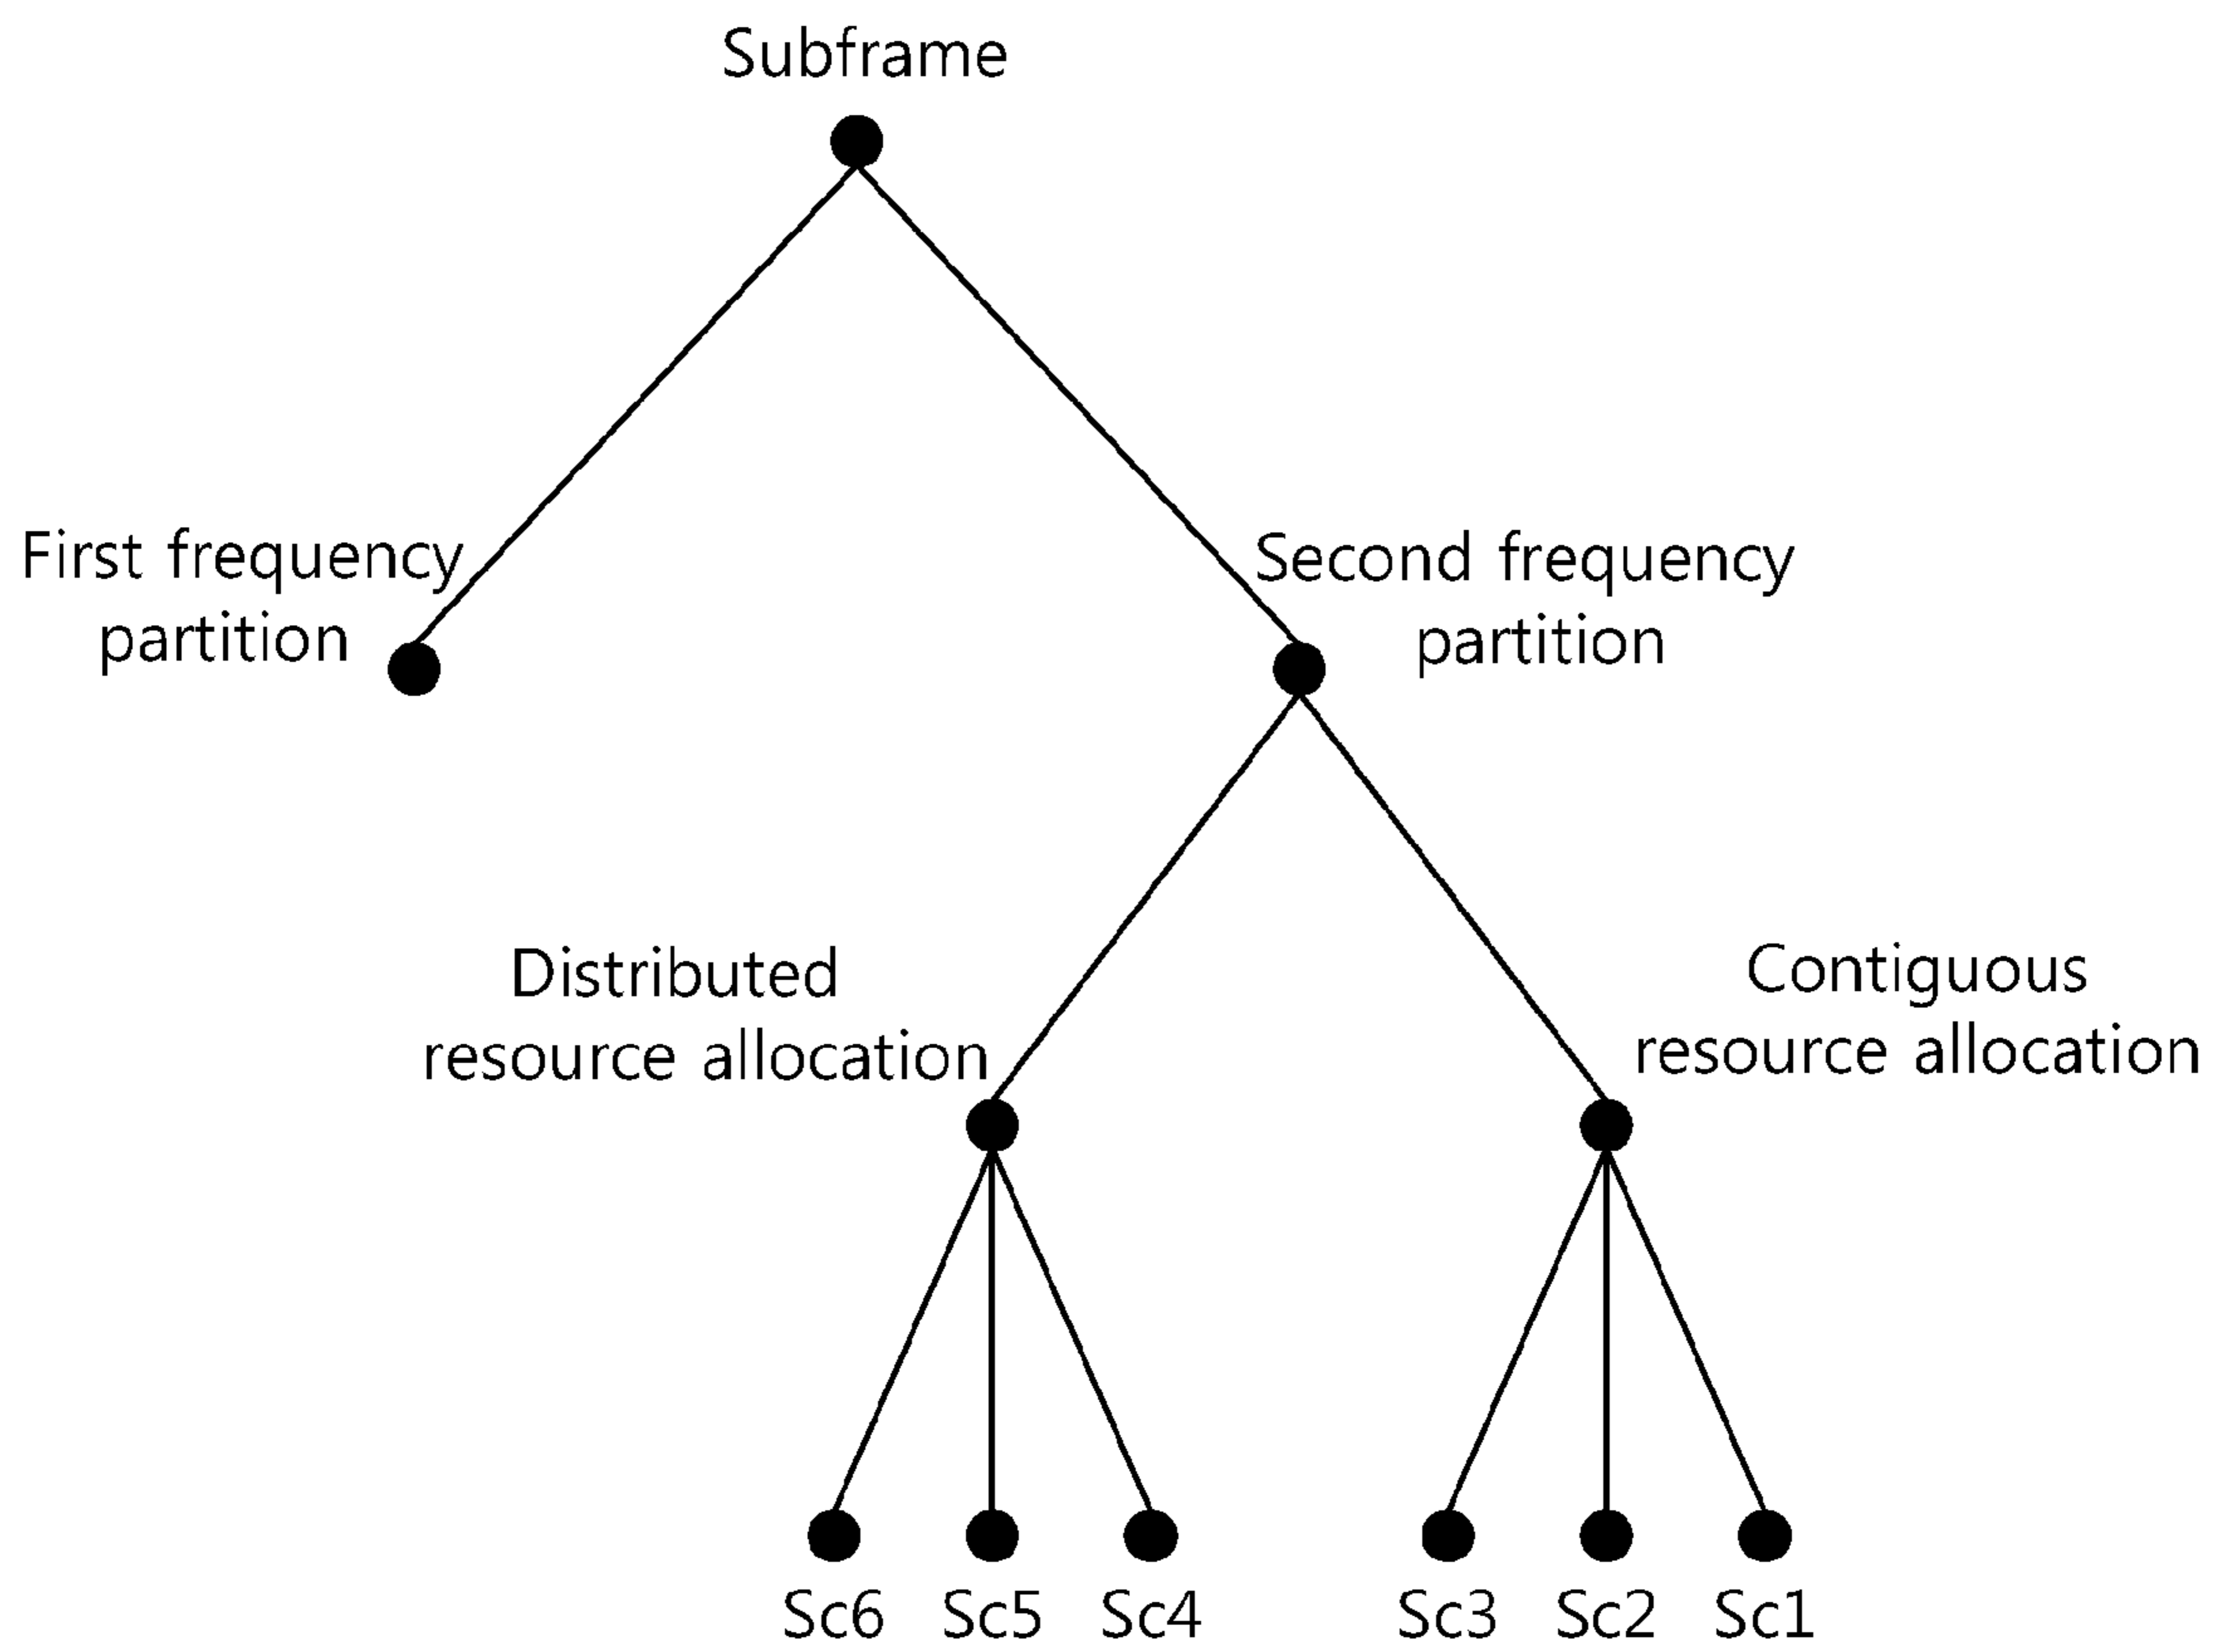 Subframe
First frequency
partition
Second frequency
partition
Distributed
resource allocation
Contiguous
resource allocation
Sc6 Sc5 Sc4 Sc3 Sc2 Sc1